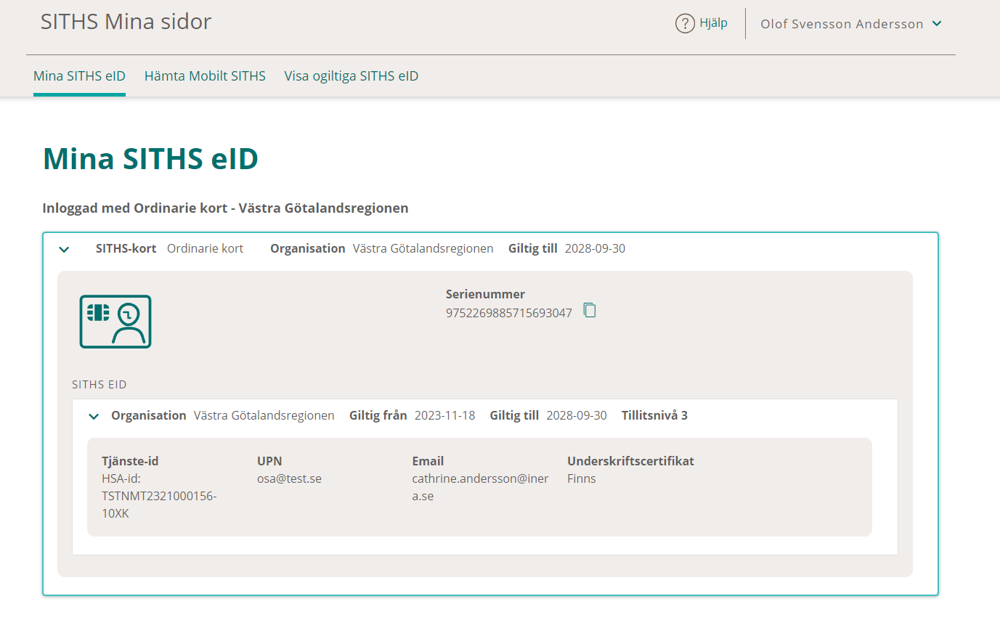 SITHS Mina sidor
? Hjälp
Olof Svensson Andersson
Mina SITHS eID Hämta Mobilt SITHS Visa ogiltiga SITHS eID
Mina SITHS eID
Inloggad med Ordinarie kort - Västra Götalandsregionen
SITHS-kort Ordinarie kort Organisation Västra Götalandsregionen Giltig till 2028-09-30
Serienummer
9752269885715693047
SITHS EID
Organisation Västra Götalandsregionen Giltig från 2023-11-18 Giltig till 2028-09-30 Tillitsnivå 3
Tjänste-id
HSA-id:
TSTNMT2321000156-
10XK
UPN
osa@test.se
Email
cathrine.andersson@iner
a.se
Underskriftscertifikat
Finns